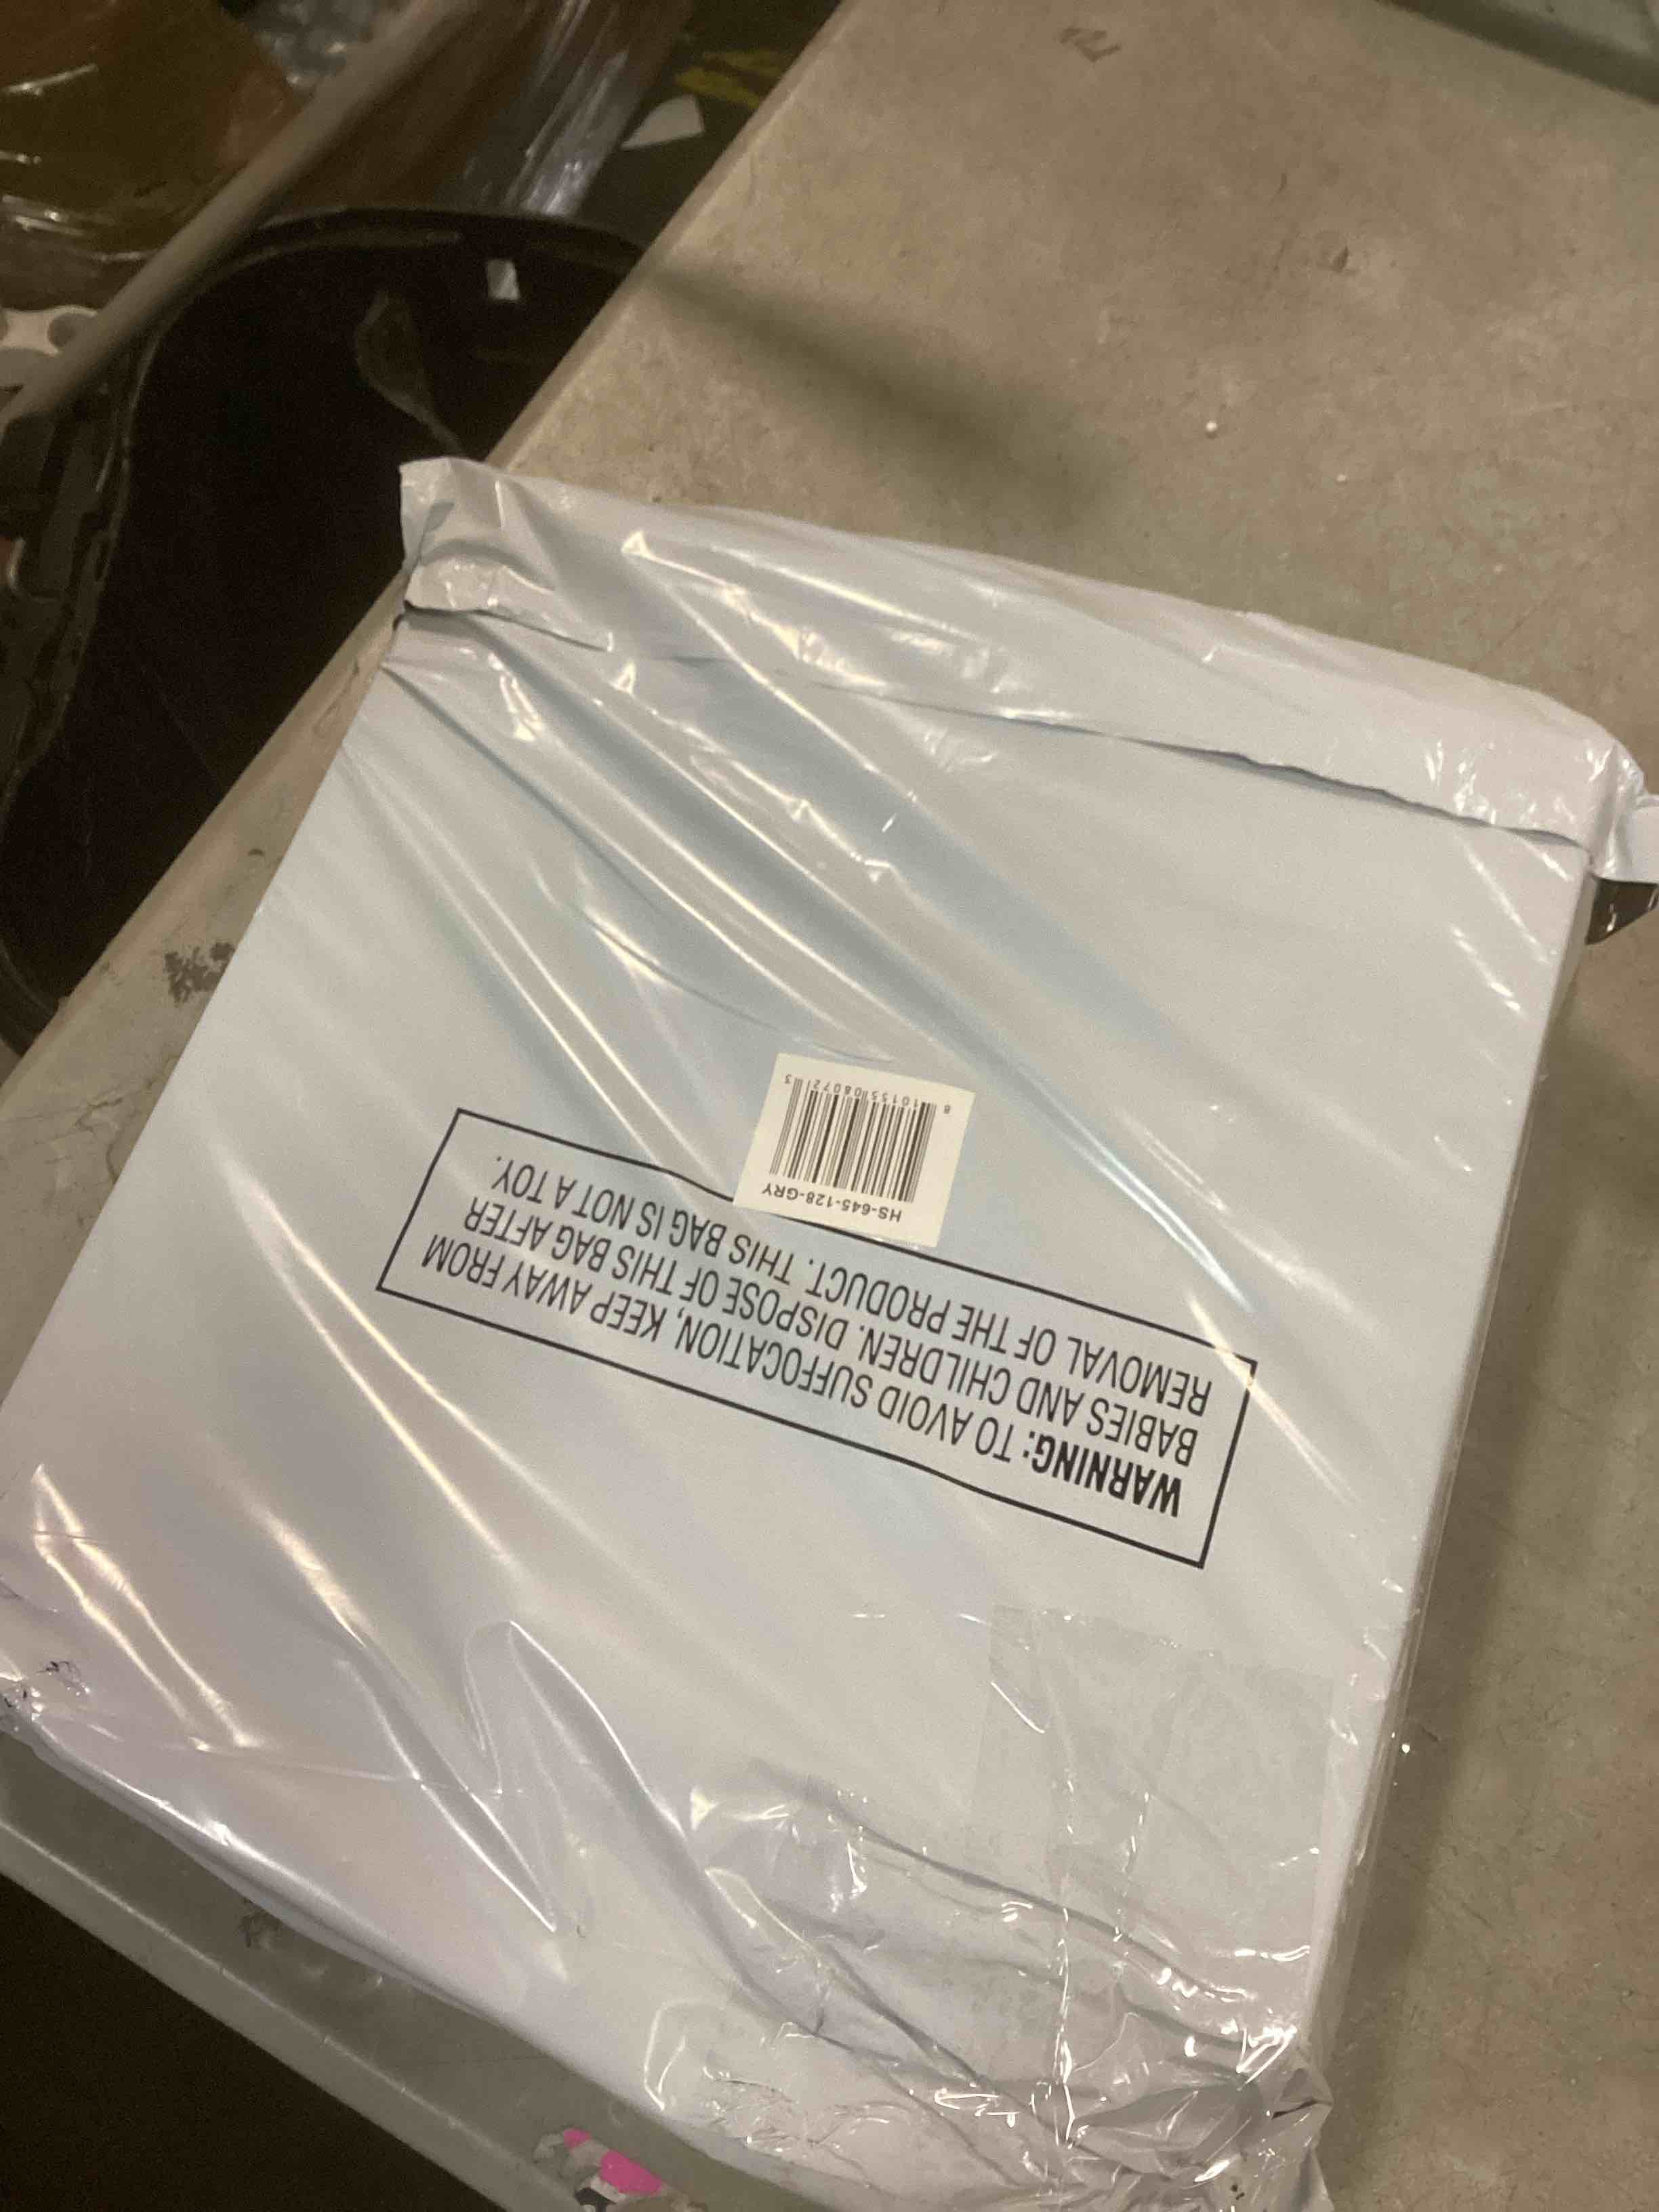 WARNING: TO AVOID SUFFOCATION, KEEP AWAY FROM
BABIES AND CHILDREN. DISPOSE OF THIS BAG AFTER
REMOVAL OF THE PRODUCT. THIS BAG IS NOT A TOY.
HS-645-128-GRY